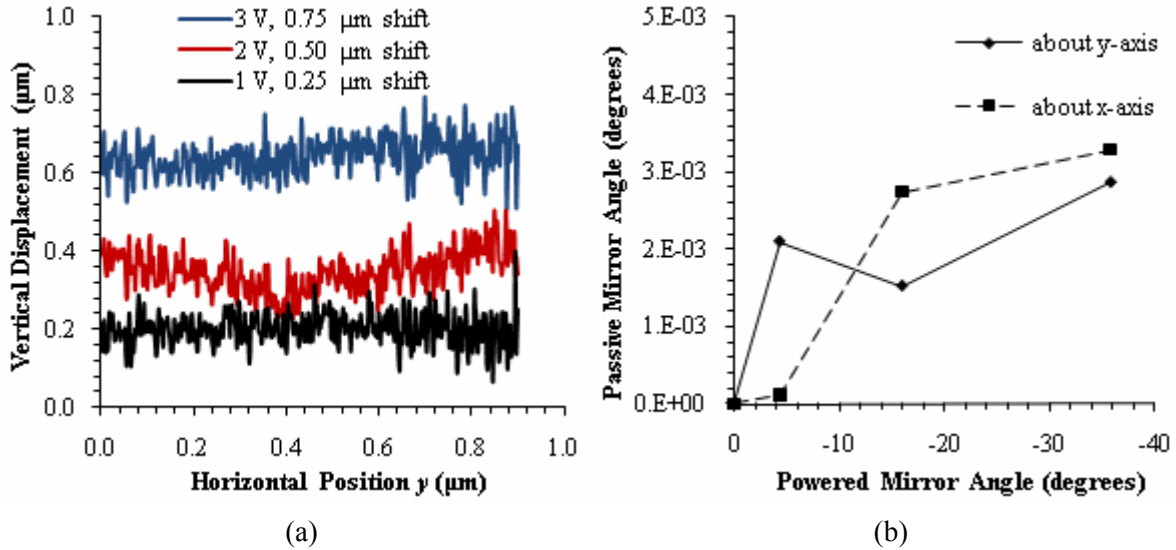 3 V, 0.75 µm shift
2 V, 0.50 µm shift
1 V, 0.25 µm shift
Vertical Displacement (µm)
1.0
0.8
0.6
0.4
0.2
0.0
0.0 0.2 0.4 0.6 0.8 1.0
Horizontal Position y (µm)
(a)
about y-axis
about x-axis
Passive Mirror Angle (degrees)
5.E-03
4.E-03
3.E-03
2.E-03
1.E-03
0.E+00
0 -10 -20 -30 -40
Powered Mirror Angle (degrees)
(b)